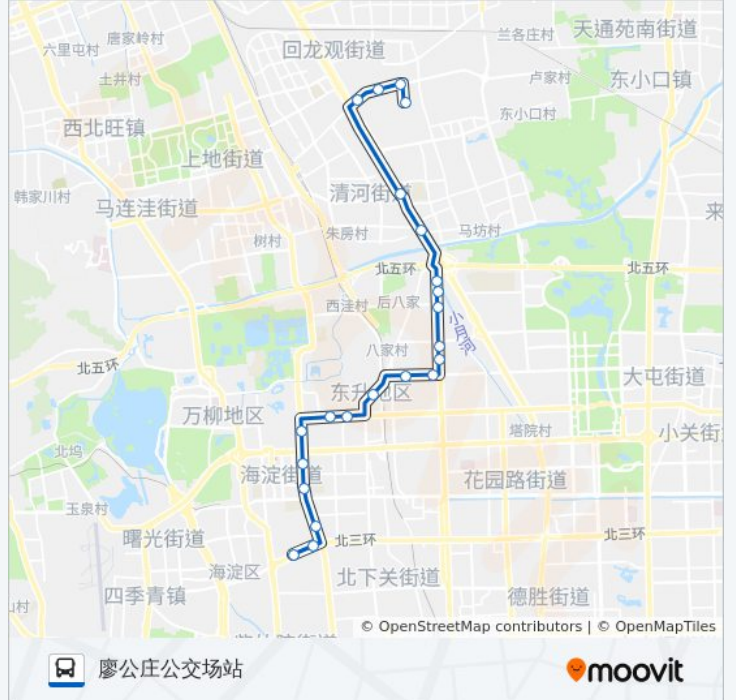 天通苑南街道
兰各庄村
唐家岭村
回龙观街道
六里屯村
土井村
卢家村
东小口镇
东小口村
西北旺镇
上地街道
清河街道
韩家川村
马连洼街道
来
朱房村
马坊村
树村
北五环
北五环
西洼村
后八家
小月河
八家村
北五环
大屯街道
东升地区
万柳地区
塔院村
小关街
北坞
海淀街道
花园路街道
玉泉村
曙光街道
北三环
北三环
海淀区
北下关街道
四季青镇
德胜街道
山村
© OpenStreetMap contributors | © OpenMapTiles
廖公庄公交场站
moovit